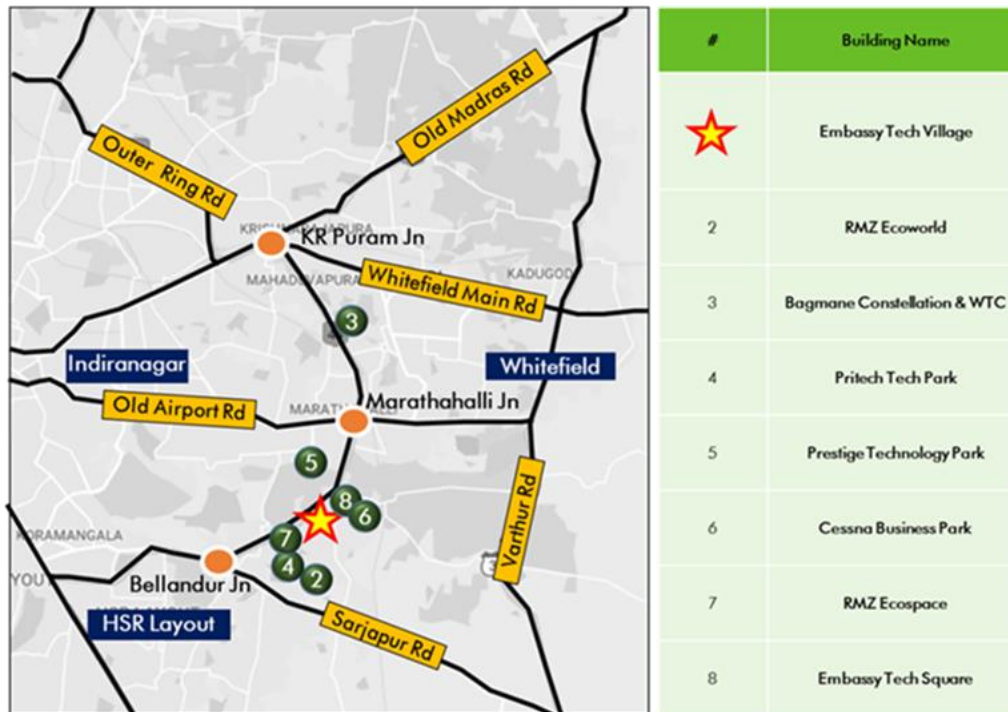 Old Madras Rd
Outer Ring Rd
KR Puram Jn
MAHADEVAPURA
Whitefield Main Rd
KADUGOD
3
Indiranagar
Whitefield
Old Airport Rd
Marathahalli Jn
5
8
6
Varthur Rd
7
KORAMANGALA
4
2
YOU
Bellandur Jn
HSR Layout
Sarjapur Rd
# Building Name
Embassy Tech Village
2 RMZ Ecoworld
3 Bagmane Constellation & WTC
4 Pritech Tech Park
5 Prestige Technology Park
6 Cessna Business Park
7 RMZ Ecospace
8 Embassy Tech Square